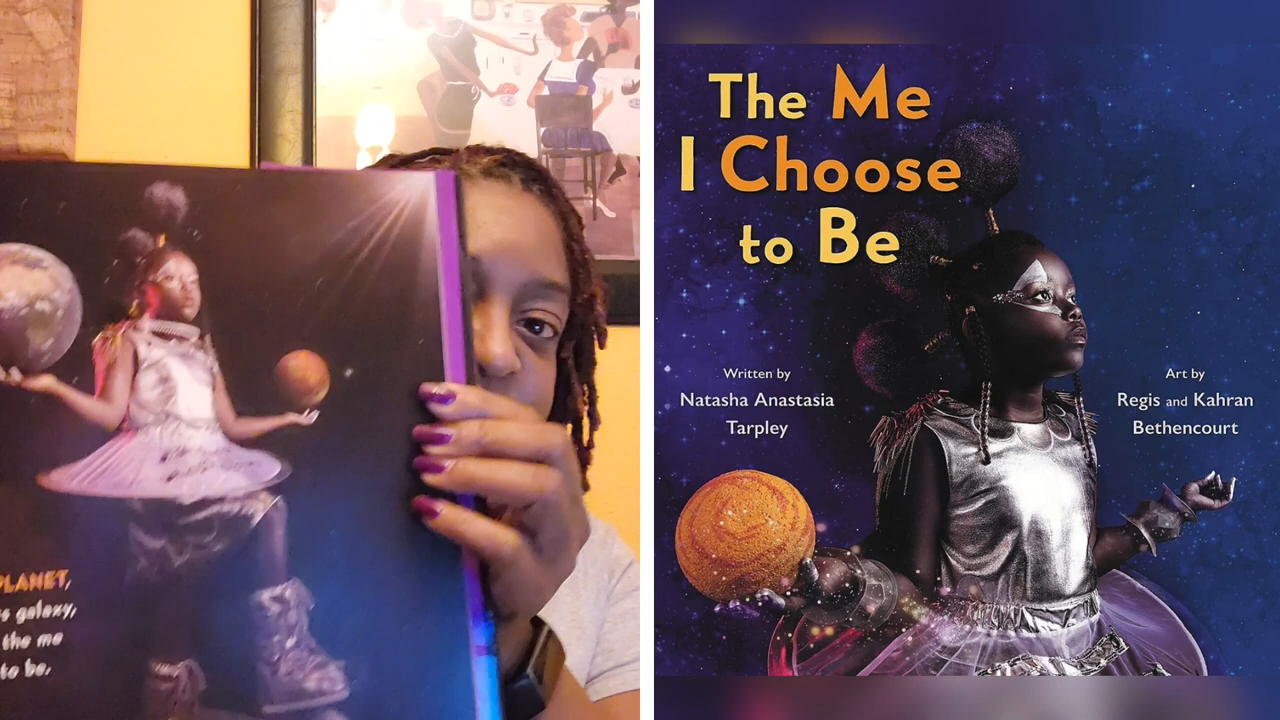 PLANET,
galaxy,
the me
to be.
The Me
I Choose
to Be
Written by
Natasha Anastasia
Tarpley
Art by
Regis and Kahran
Bethencourt